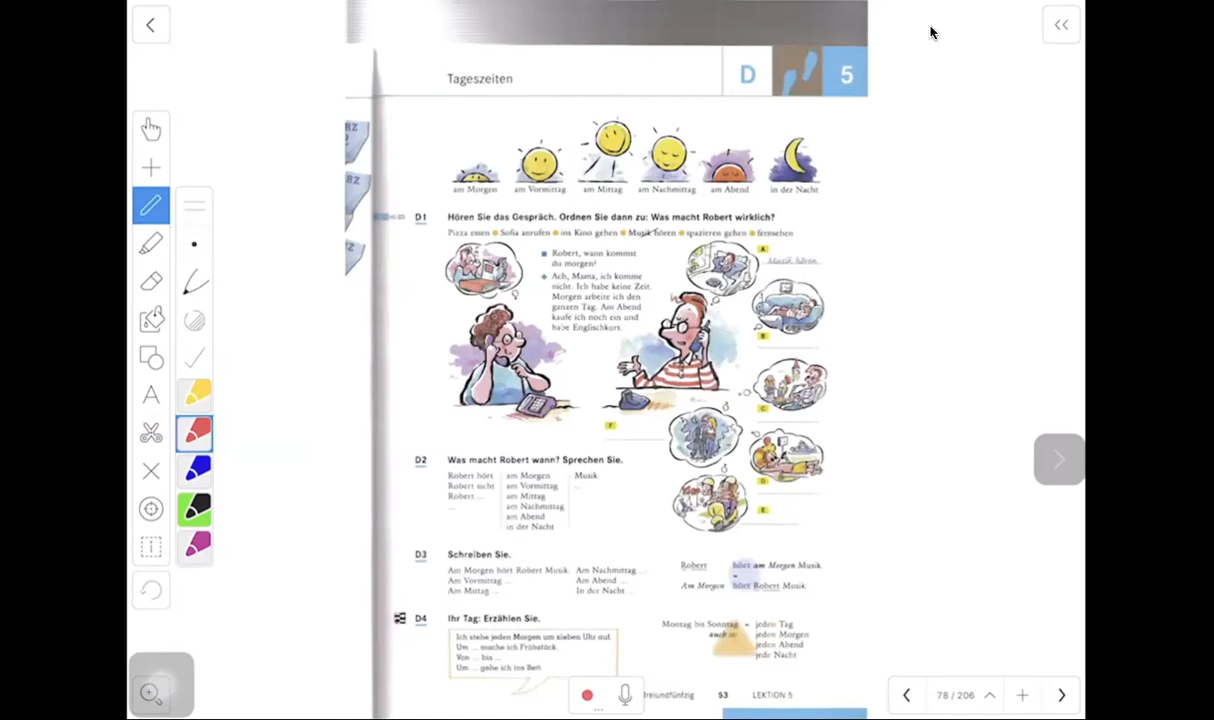 Tageszeiten
D
5
RZ
RZ
am Morgen am Vormittag am Mittag am Nachmittag am Abend in der Nacht
D1 Hören Sie das Gespräch. Ordnen Sie dann zu: Was macht Robert wirklich?
Pizza essen Sofia anrufen ins Kino gehen Musik hören spazieren gehen fernsehen
Robert, wann kommst
du morgen?
Ach, Mama, ich komme
nicht. Ich habe keine Zeit.
Morgen arbeite ich den
ganzen Tag. Am Abend
kaufe ich noch ein und
habe Englischkurs.
A
Musik hören
B
C
F
D
E
D2 Was macht Robert wann? Sprechen Sie.
Robert hört am Morgen Musik.
Robert sieht am Vormittag ...
Robert ... am Mittag
... am Nachmittag
am Abend
in der Nacht
D3 Schreiben Sie.
Am Morgen hört Robert Musik. Am Nachmittag ...
Am Vormittag ... Am Abend ...
Am Mittag ... In der Nacht ...
Robert hört am Morgen Musik.
Am Morgen hört Robert Musik.
D4 Ihr Tag: Erzählen Sie.
Ich stehe jeden Morgen um sieben Uhr auf.
Um ... mache ich Frühstück.
Von ... bis ...
Um ... gehe ich ins Bett.
Montag bis Sonntag = jeden Tag
auch so: jeden Morgen
jeden Abend
jede Nacht
dreiundfünfzig 53 LEKTION 5
A
78 / 206